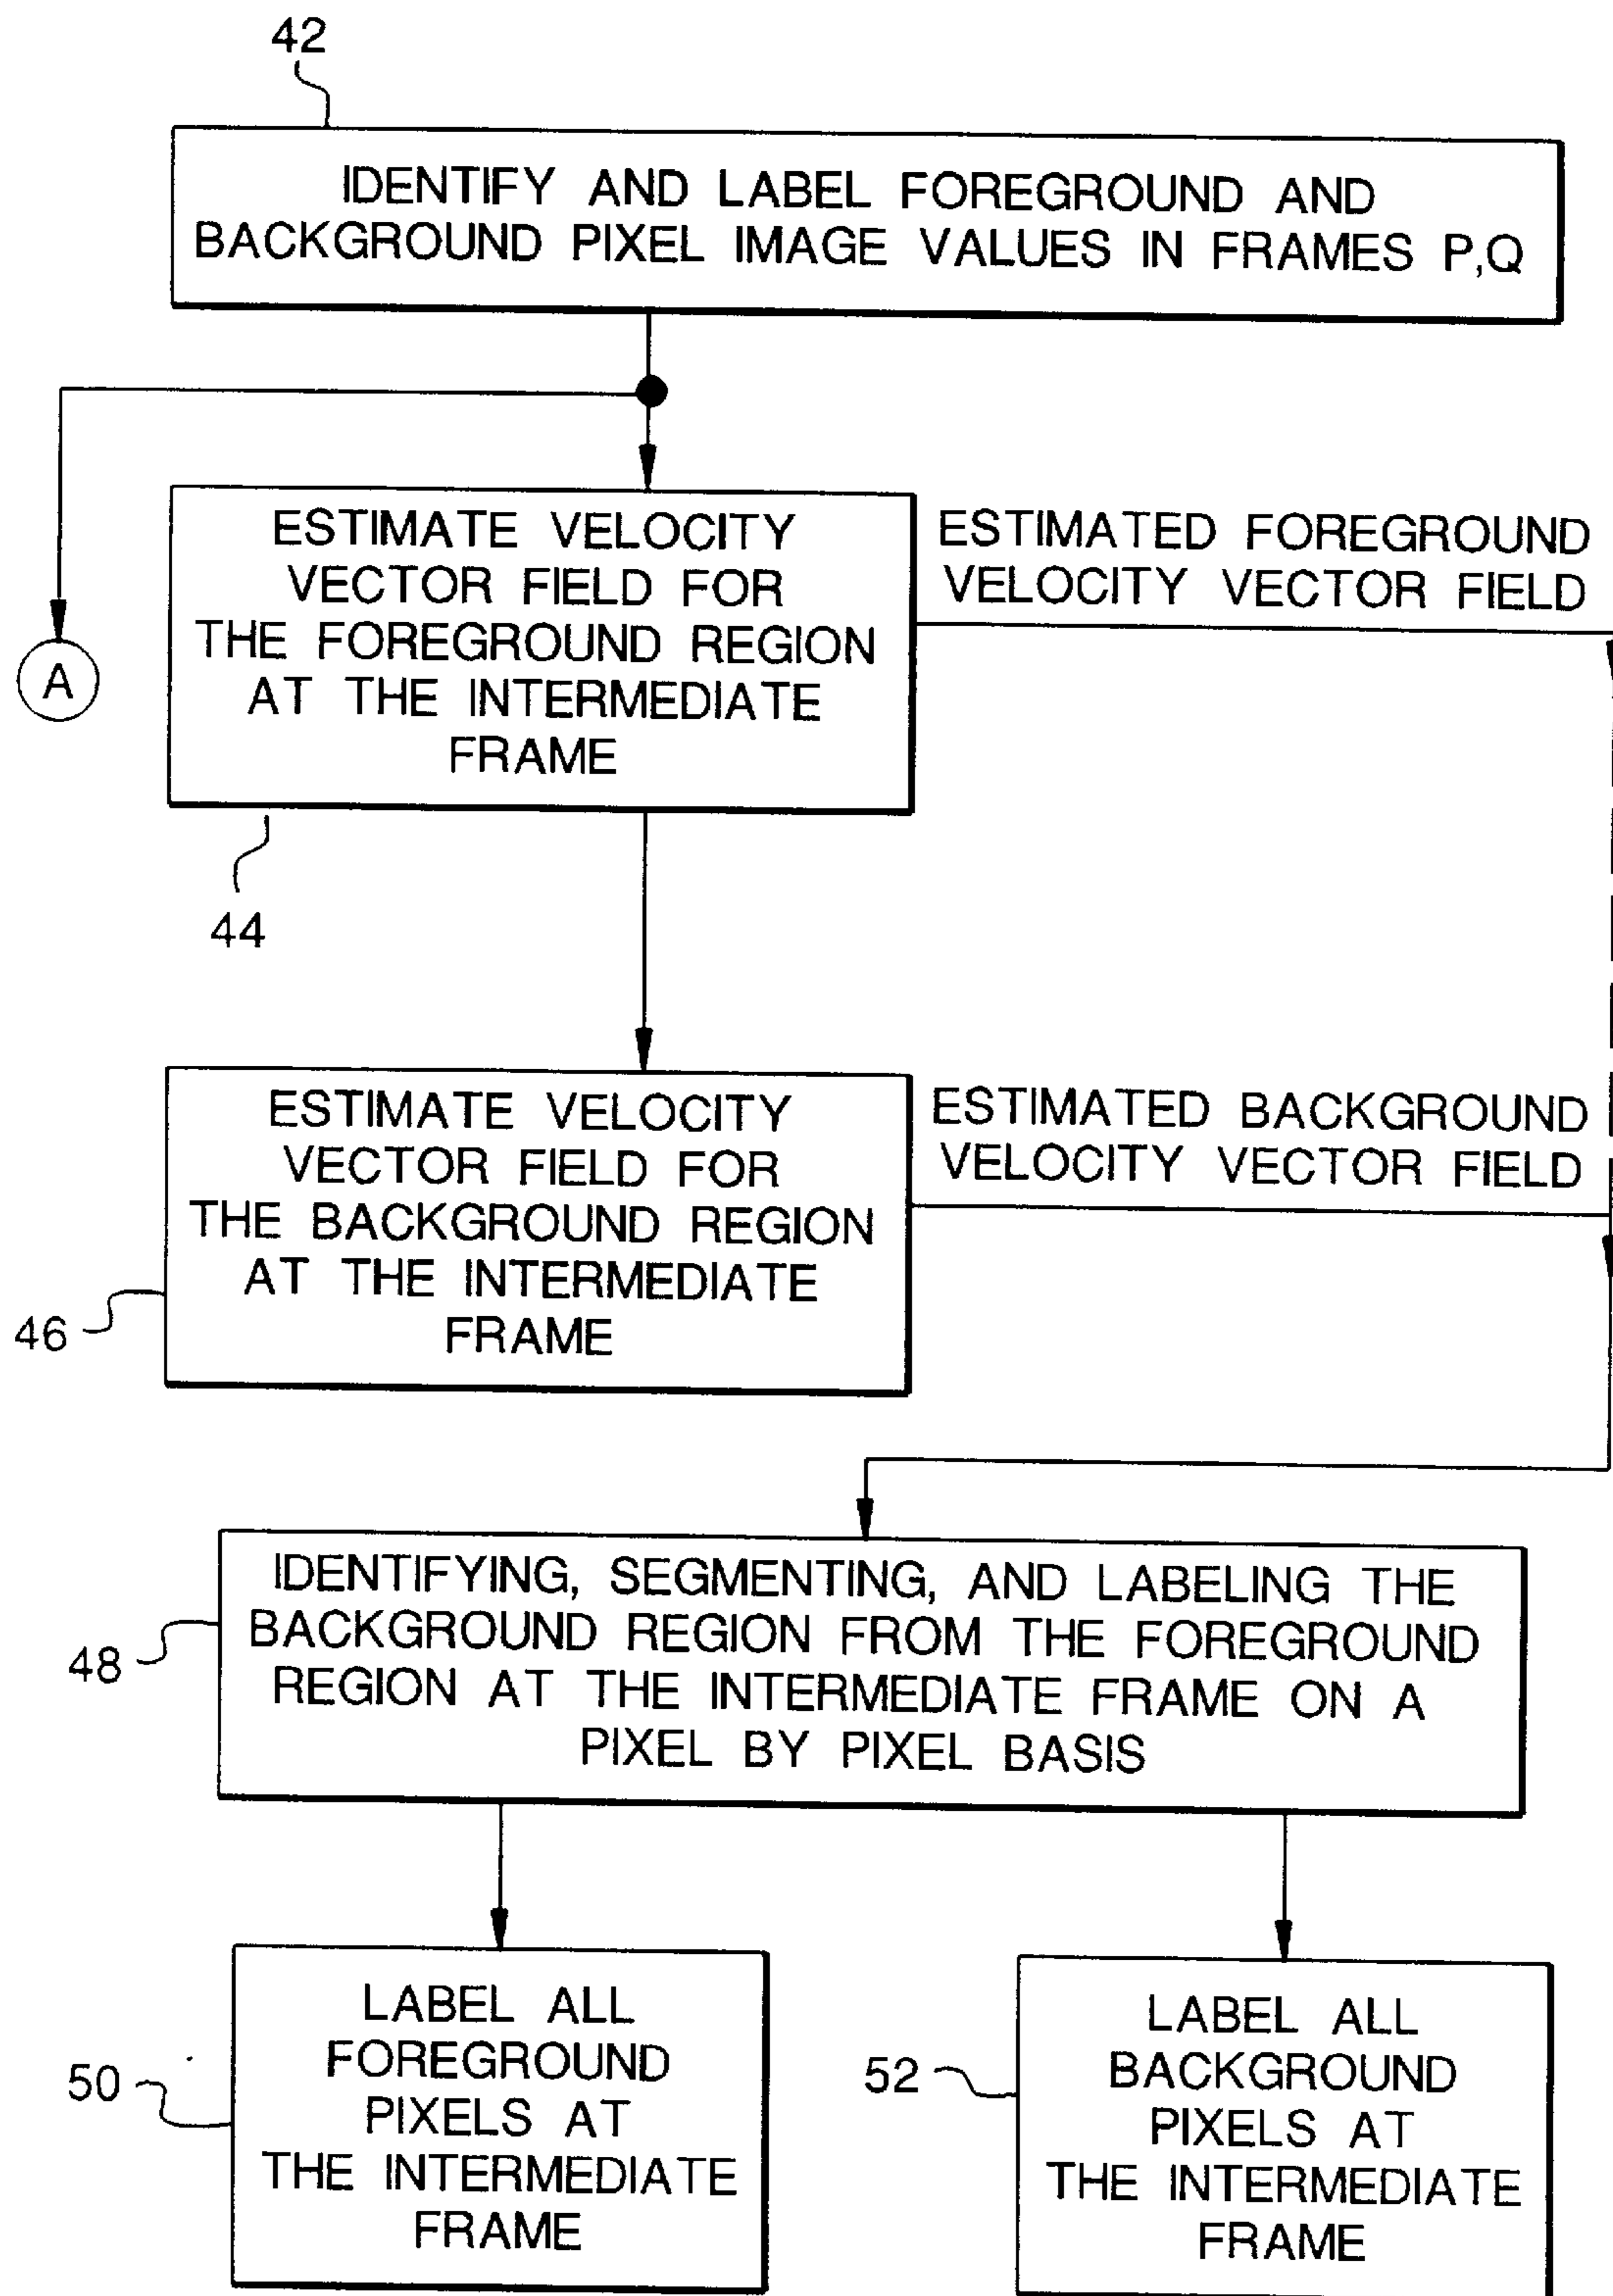 42
IDENTIFY AND LABEL FOREGROUND AND
BACKGROUND PIXEL IMAGE VALUES IN FRAMES P,Q
A
ESTIMATE VELOCITY
VECTOR FIELD FOR
THE FOREGROUND REGION
AT THE INTERMEDIATE
FRAME
44
ESTIMATED FOREGROUND
VELOCITY VECTOR FIELD
ESTIMATE VELOCITY
VECTOR FIELD FOR
THE BACKGROUND REGION
AT THE INTERMEDIATE
FRAME
46
ESTIMATED BACKGROUND
VELOCITY VECTOR FIELD
48
IDENTIFYING, SEGMENTING, AND LABELING THE
BACKGROUND REGION FROM THE FOREGROUND
REGION AT THE INTERMEDIATE FRAME ON A
PIXEL BY PIXEL BASIS
50
LABEL ALL
FOREGROUND
PIXELS AT
THE INTERMEDIATE
FRAME
52
LABEL ALL
BACKGROUND
PIXELS AT
THE INTERMEDIATE
FRAME